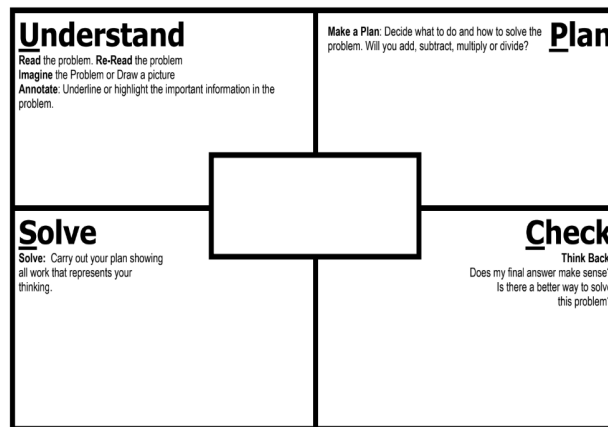 Understand
Read the problem. Re-Read the problem
Imagine the Problem or Draw a picture
Annotate: Underline or highlight the important information in the
problem.
Plan
Make a Plan: Decide what to do and how to solve the
problem. Will you add, subtract, multiply or divide?
Solve
Solve: Carry out your plan showing
all work that represents your
thinking.
Check
Think Back
Does my final answer make sense?
Is there a better way to solve
this problem?